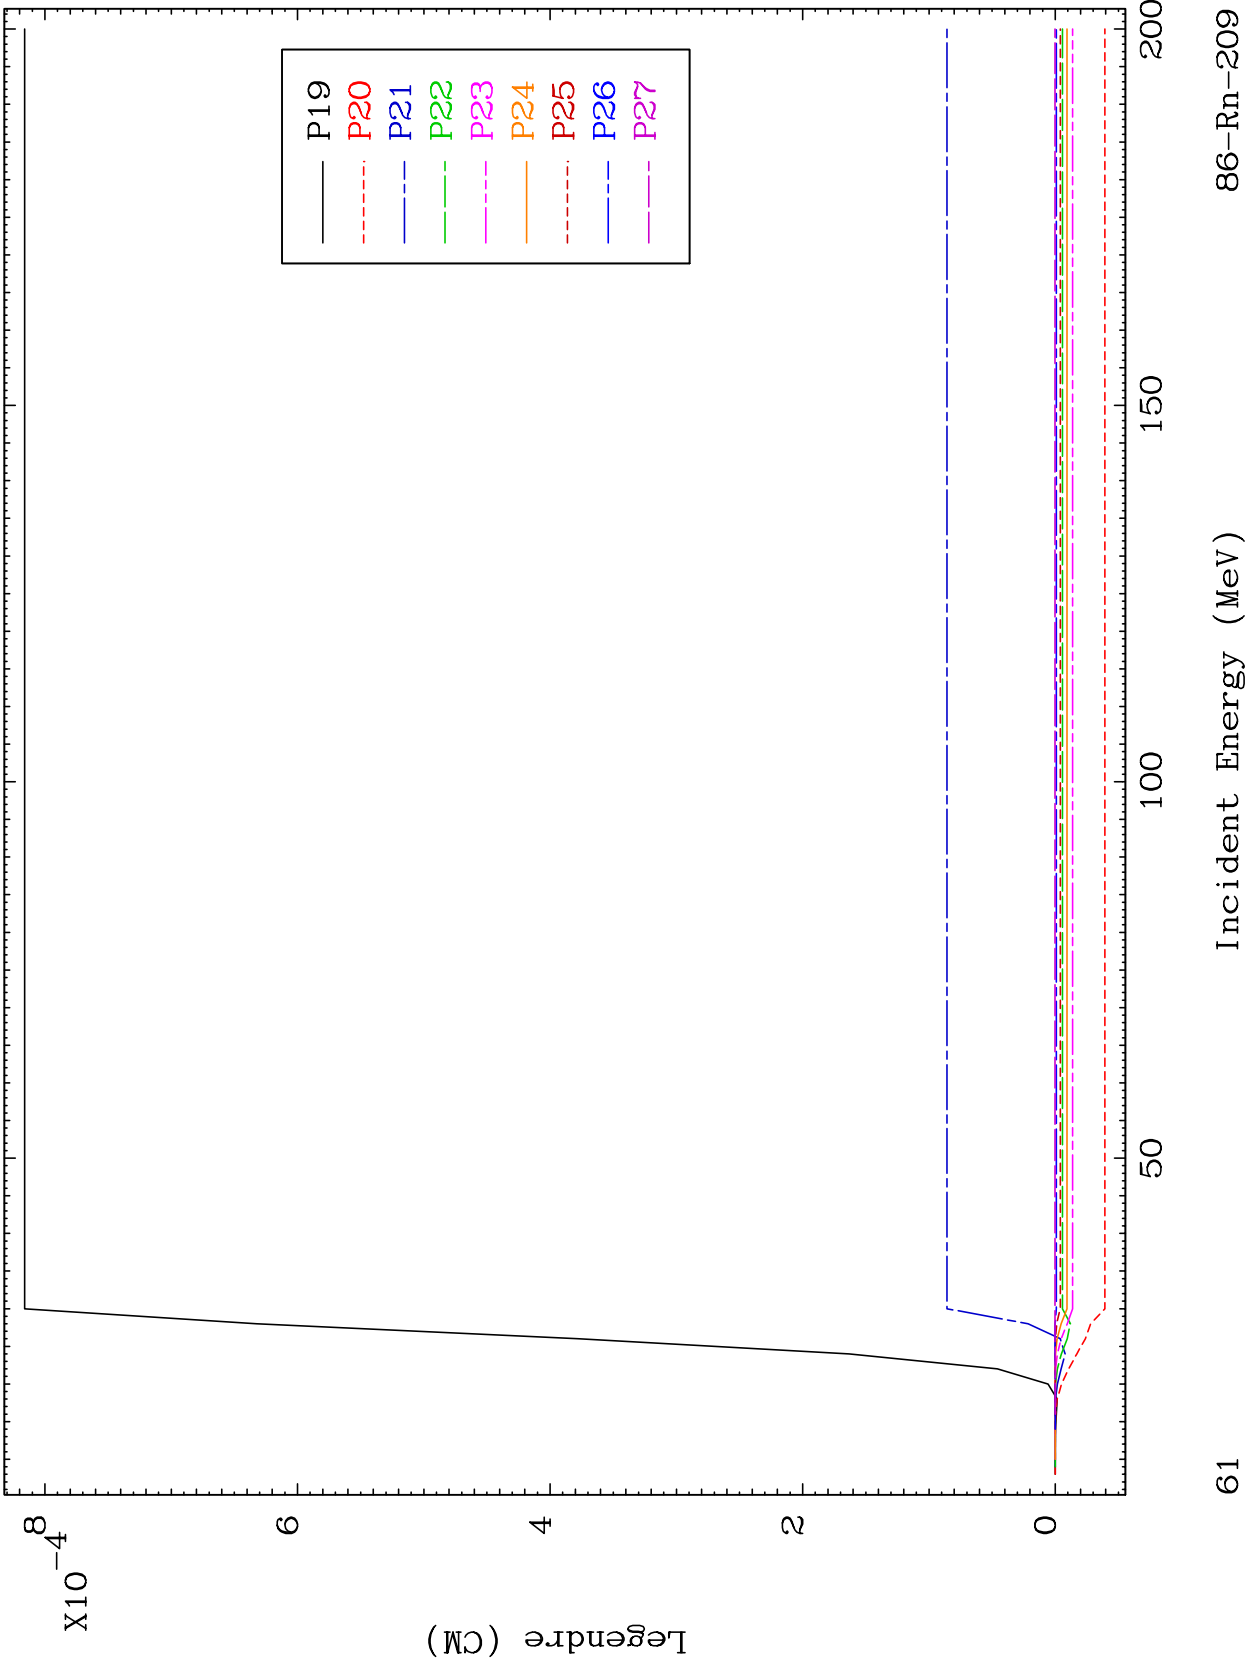 X10
-4
8
6
4
2
0
Legendre (CM)
P19
P20
P21
P22
P23
P24
P25
P26
P27
50
100
150
200
Incident Energy (MeV)
61
86-Rn-209